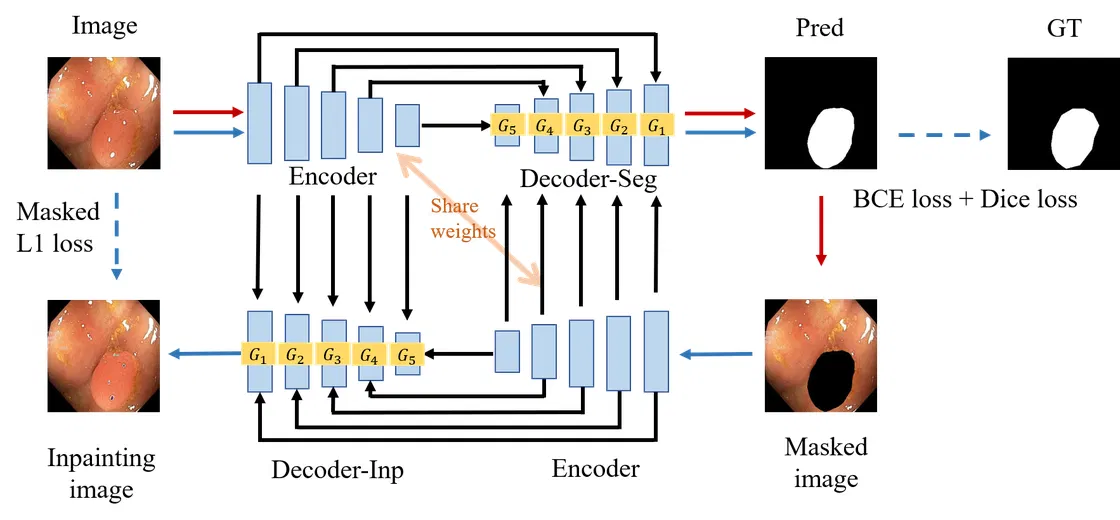 Image
Pred
GT
G₅
G₄
G₃
G₂
G₁
Encoder
Decoder-Seg
BCE loss + Dice loss
Share
weights
Masked
L1 loss
G₁
G₂
G₃
G₄
G₅
Inpainting
image
Decoder-Inp
Encoder
Masked
image